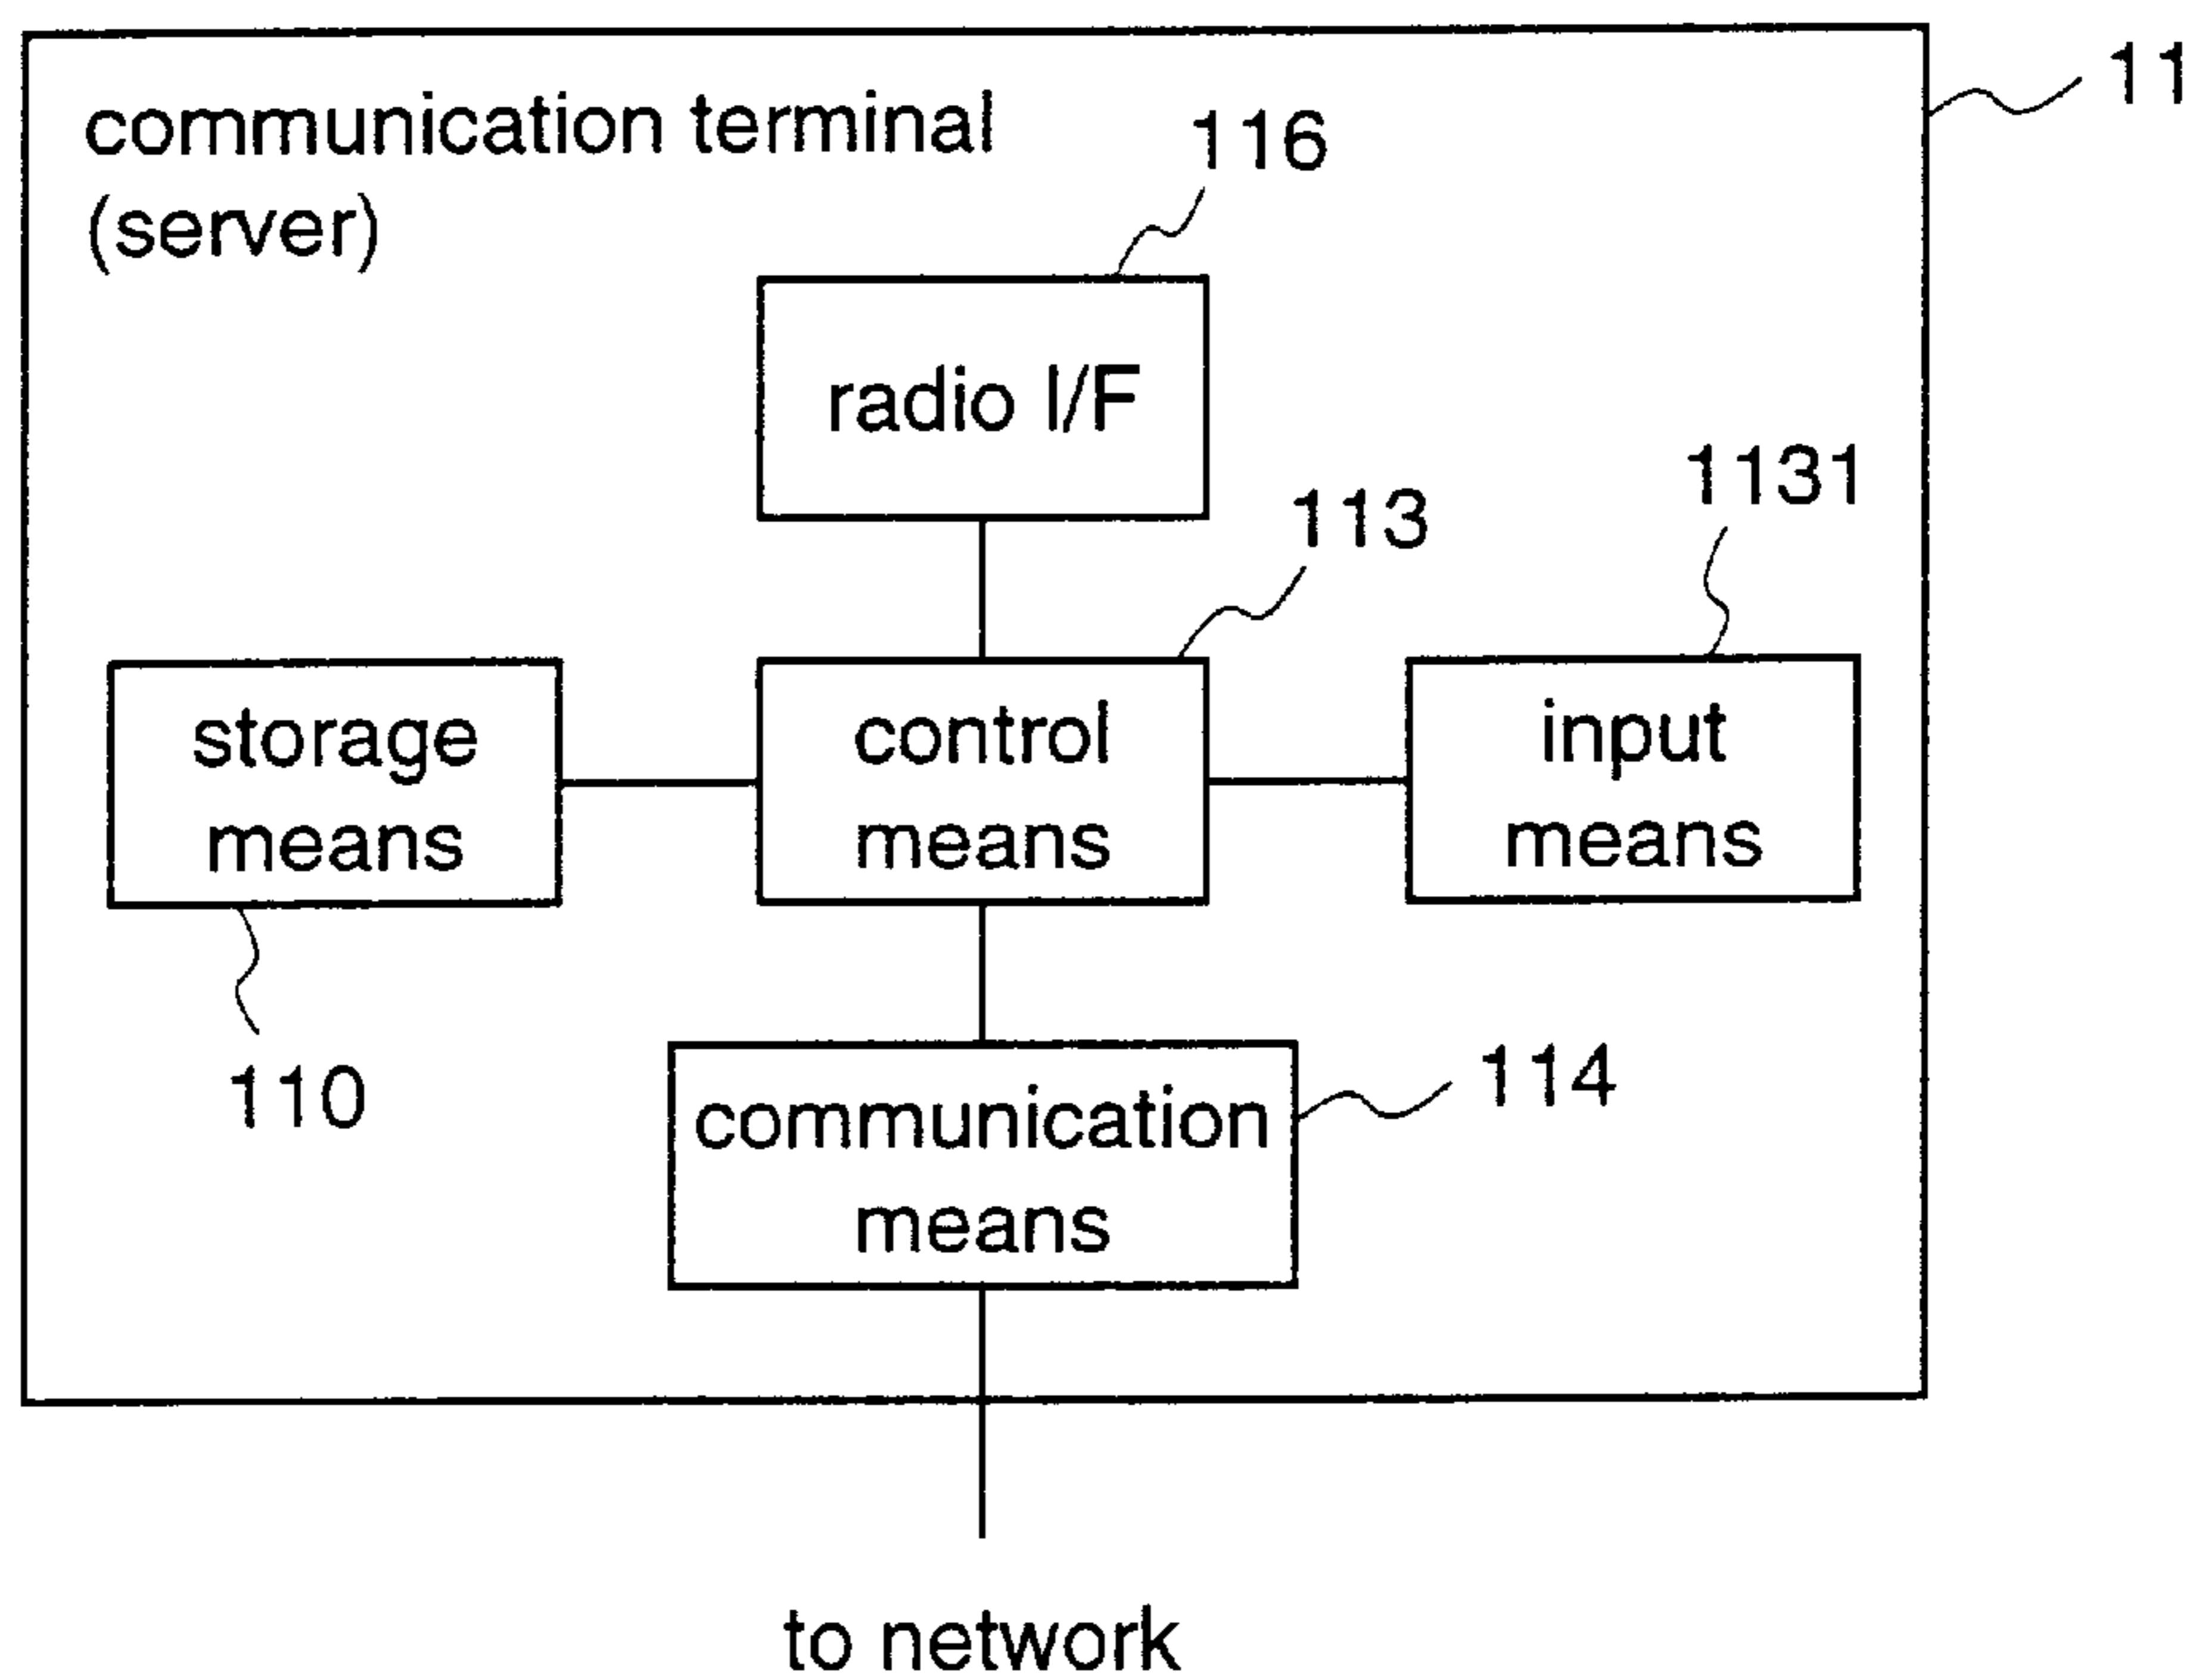 communication terminal
(server)
11
116
radio I/F
113
1131
storage
means
control
means
input
means
110
communication
means
114
to network